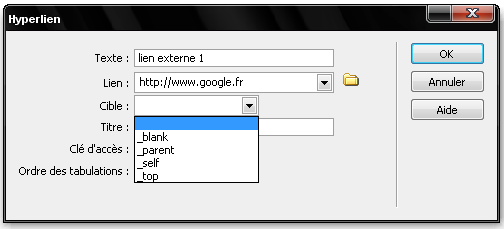 Hyperlien
Texte : lien externe 1
OK
Lien : http://www.google.fr
Annuler
Cible :
Aide
Titre :
_blank
Clé d'accès :
_parent
_self
Ordre des tabulations :
_top